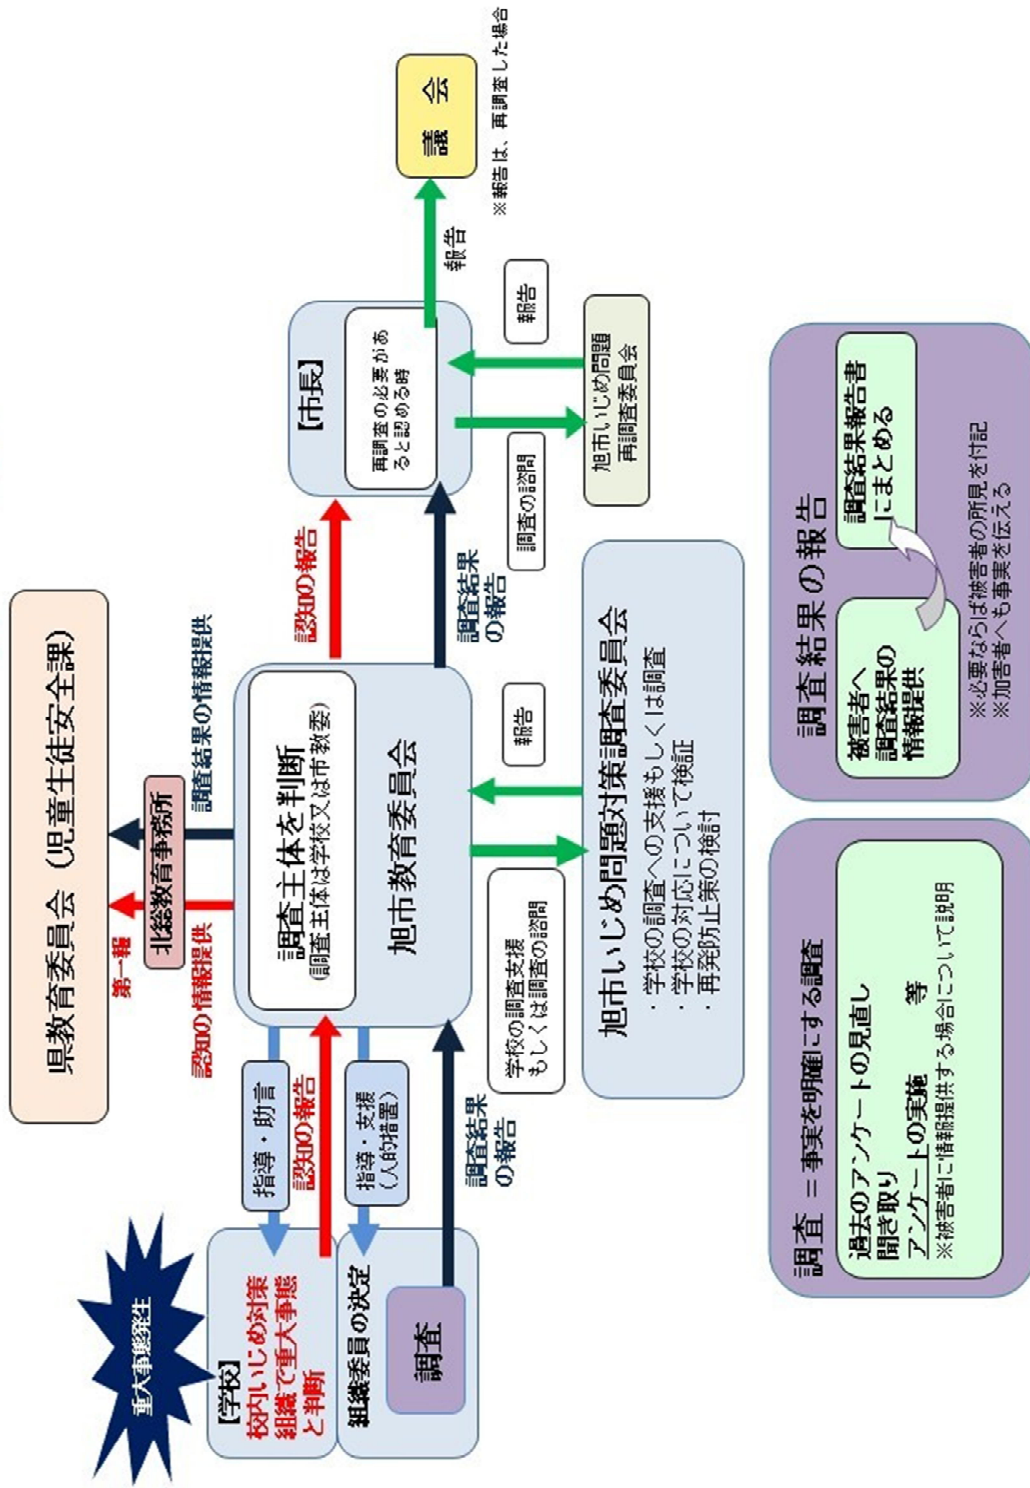 県教育委員会（児童生徒安全課）
第一報
北総教育事務所
認知の情報提供
調査結果の情報提供
重大事態発生
【学校】
校内いじめ対策
組織で重大事態
と判断
組織委員の決定
調査
指導・助言
認知の報告
指導・支援
（人的措置）
調査結果
の報告
調査主体を判断
（調査主体は学校又は市教委）
旭市教育委員会
認知の報告
調査結果
の報告
【市長】
再調査の必要があ
ると認める時
報告
議　会
※報告は、再調査した場合
学校の調査支援
もしくは調査の諮問
報告
調査の諮問
報告
旭市いじめ問題
再調査委員会
旭市いじめ問題対策調査委員会
・学校の調査への支援もしくは調査
・学校の対応について検証
・再発防止策の検討
調査 ＝事実を明確にする調査
過去のアンケートの見直し
聞き取り
アンケートの実施　　等
※被害者に情報提供する場合について説明
調査結果の報告
被害者へ
調査結果の
情報提供
調査結果報告書
にまとめる
※必要ならば被害者の所見を付記
※加害者へも事実を伝える